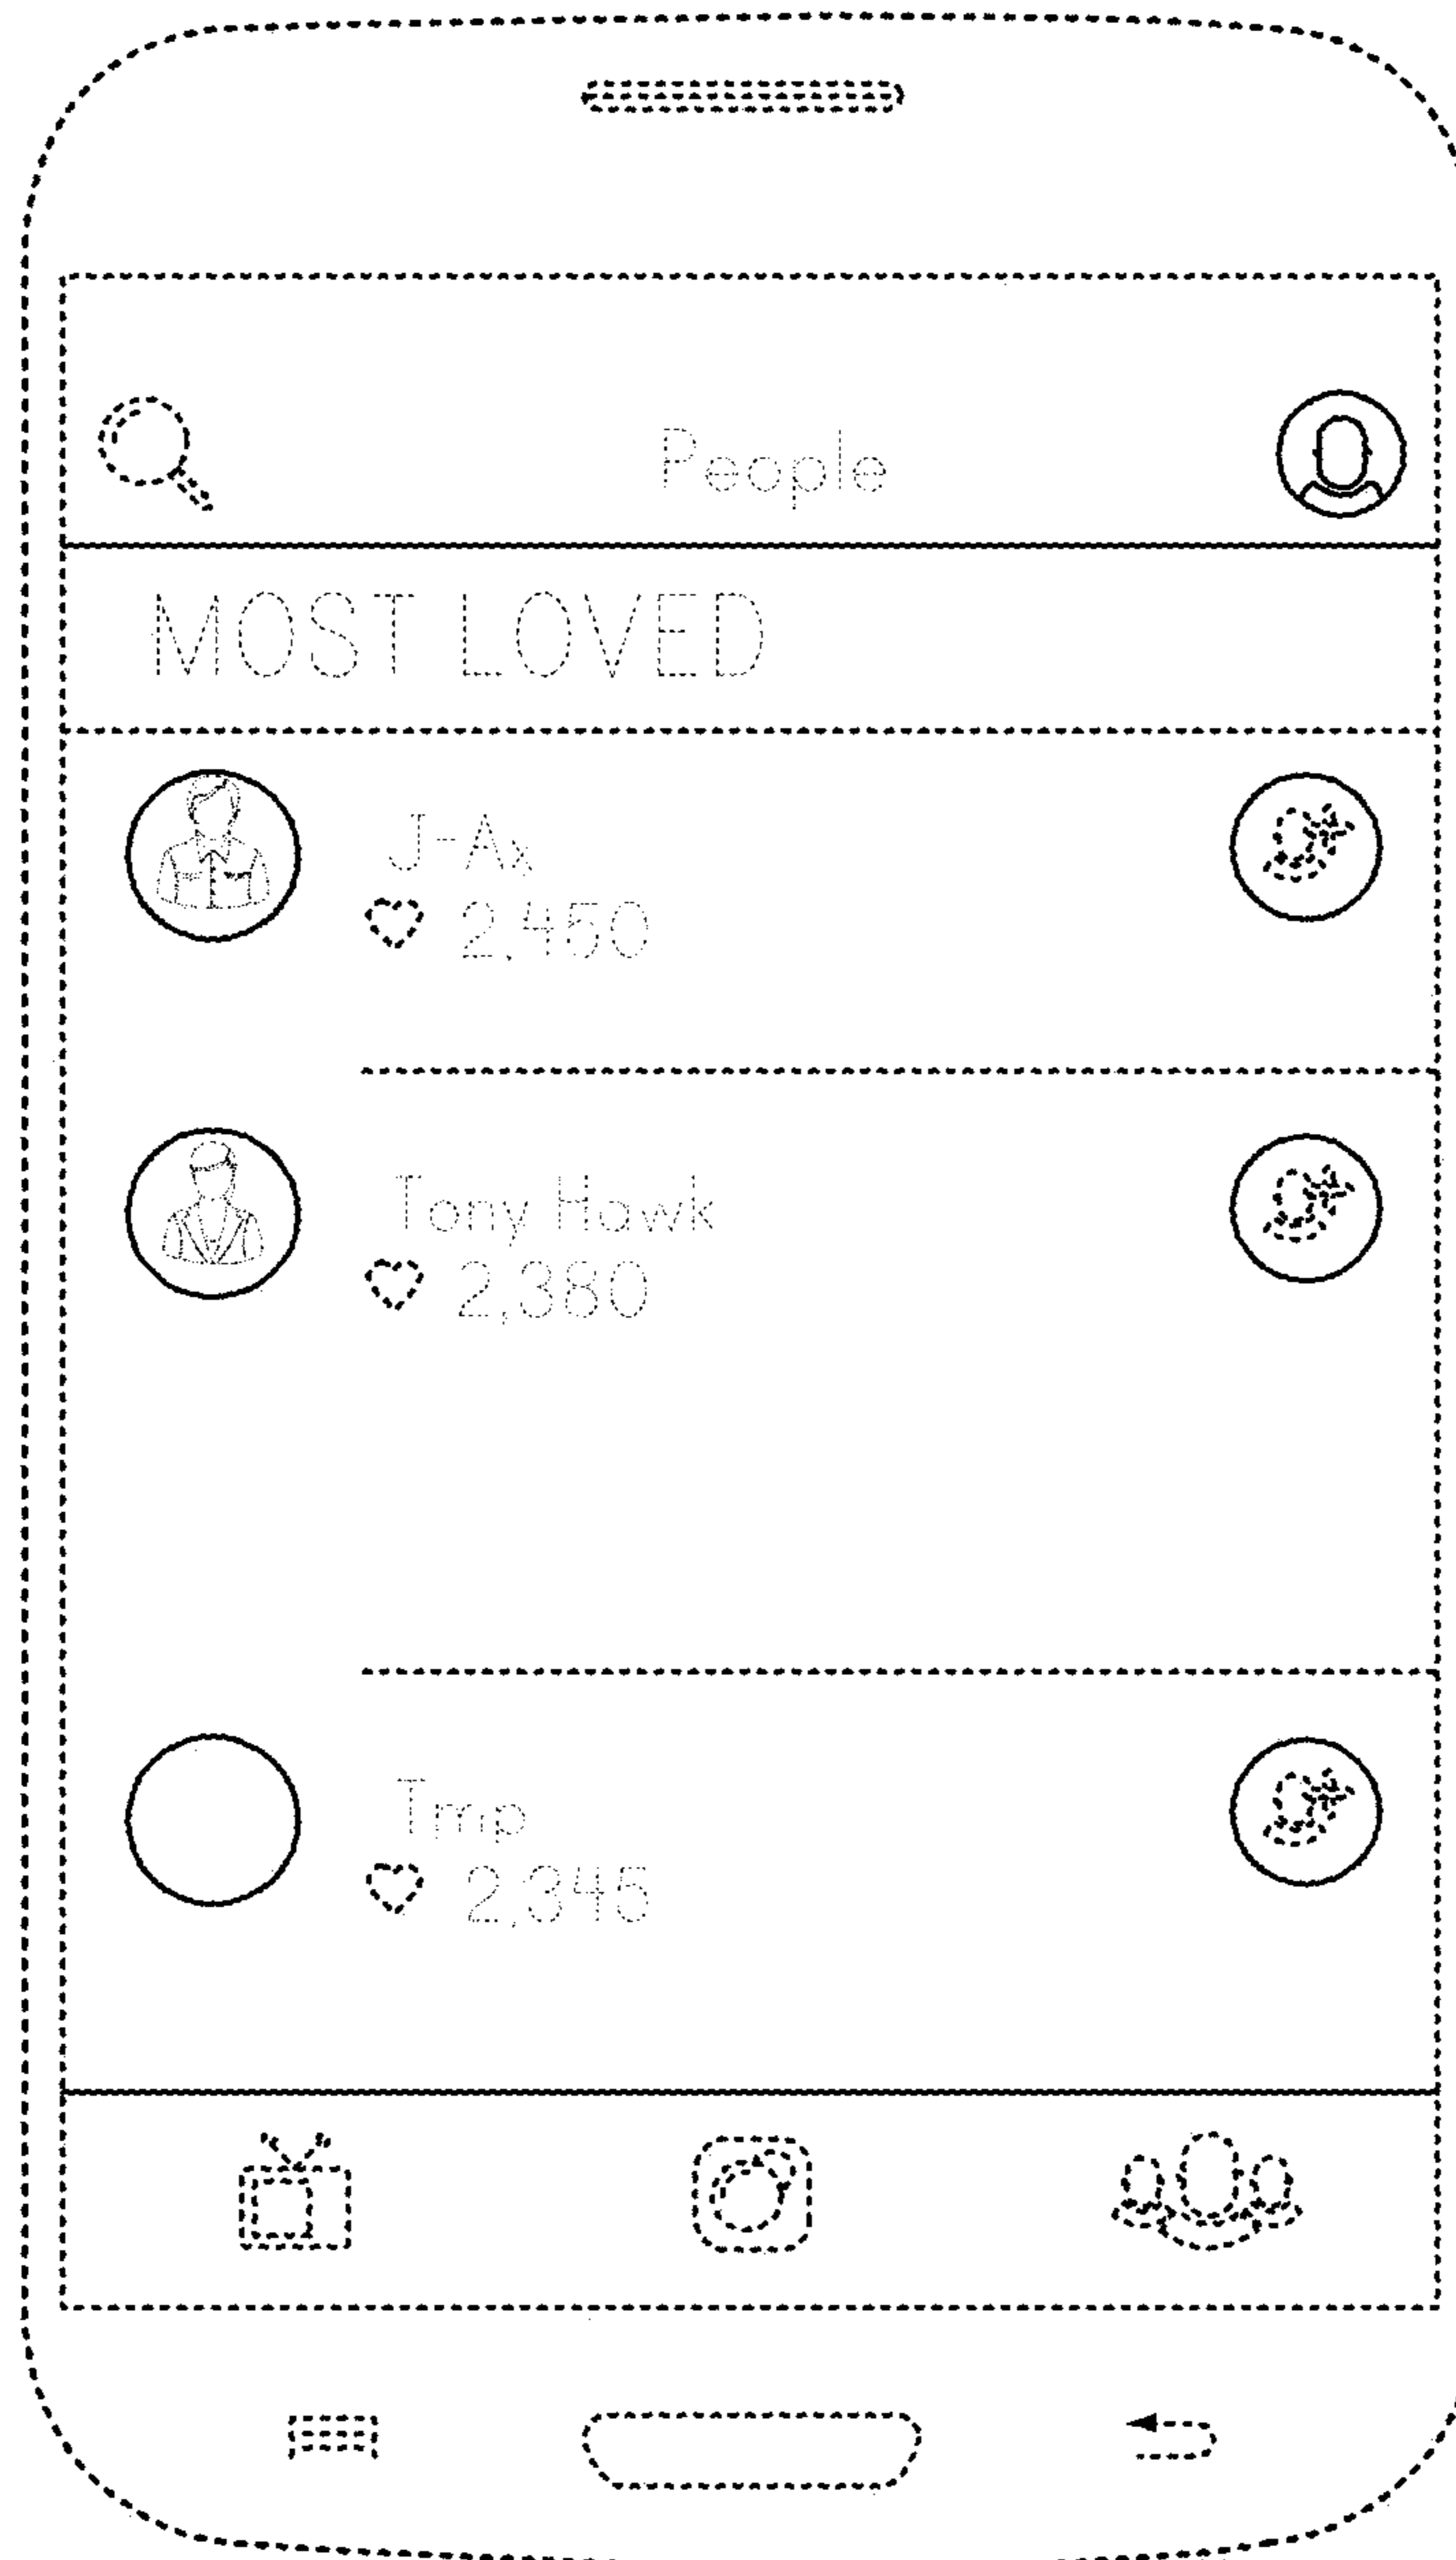 People
MOST LOVED
J-Ax
2,450
Tony Hawk
2,380
Tmp
2,345